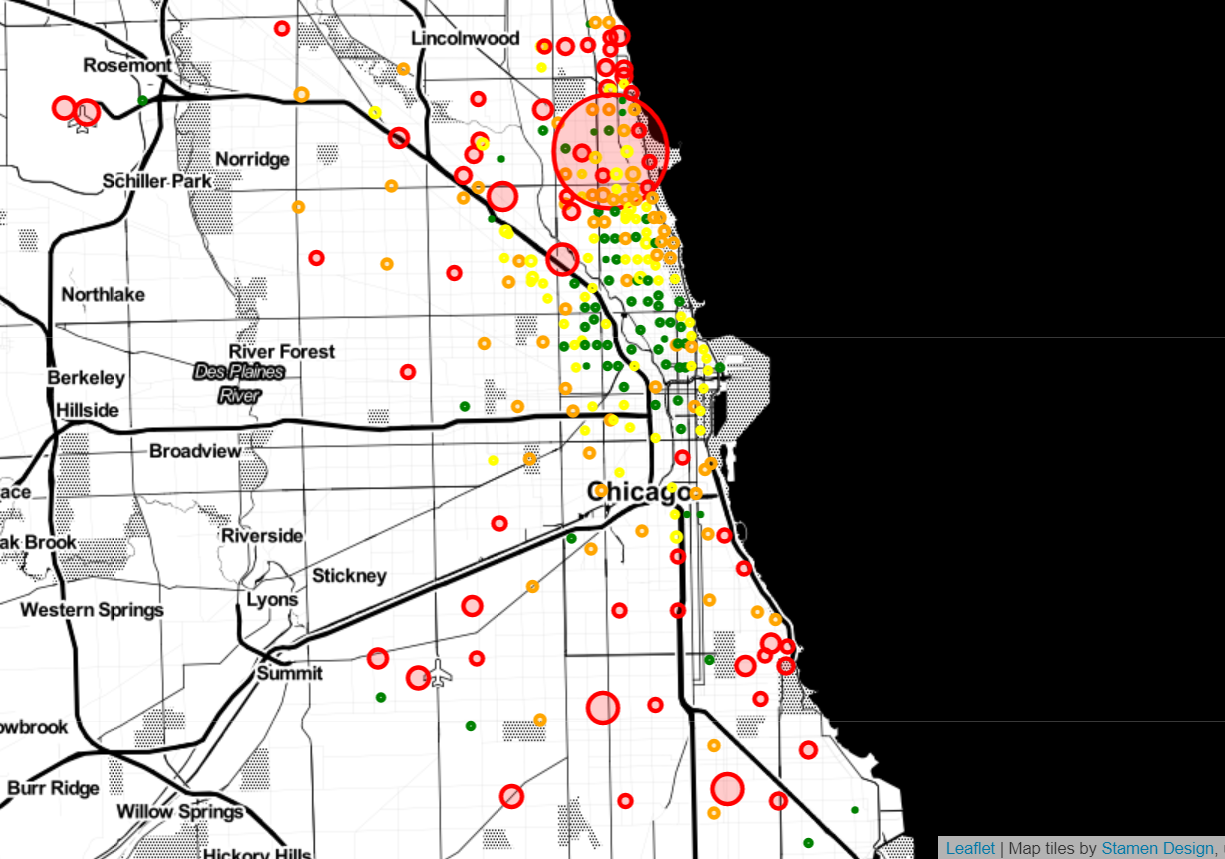 Lincolnwood
Rosemont
Norridge
Schiller Park
Northlake
River Forest
Des Plaines
River
Berkeley
Hillside
Broadview
ace
Chicago
Riverside
ak Brook
Stickney
Lyons
Western Springs
Summit
owbrook
Burr Ridge
Willow Springs
Hickory Hills
Leaflet | Map tiles by Stamen Design,